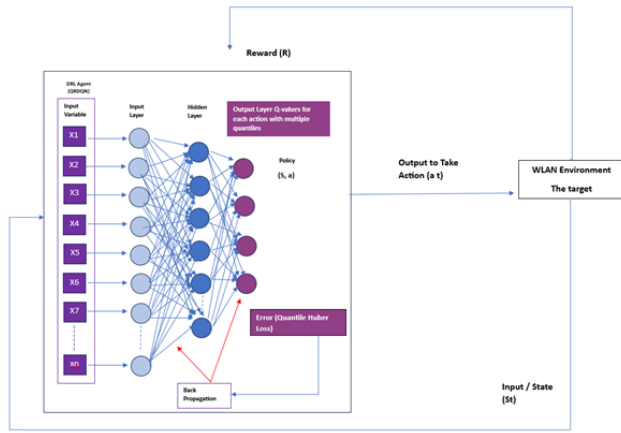 Reward (R)
DRL Agent
(QRDQN)
Input
Variable
Input
Layer
Hidden
Layer
Output Layer Q-values for
each action with multiple
quantiles
X1
X2
X3
X4
X5
X6
X7
xn
Policy
(S, a)
Output to Take
Action (a t)
WLAN Environment
The target
Error (Quantile Huber
Loss)
Back
Propagation
Input / State
(St)